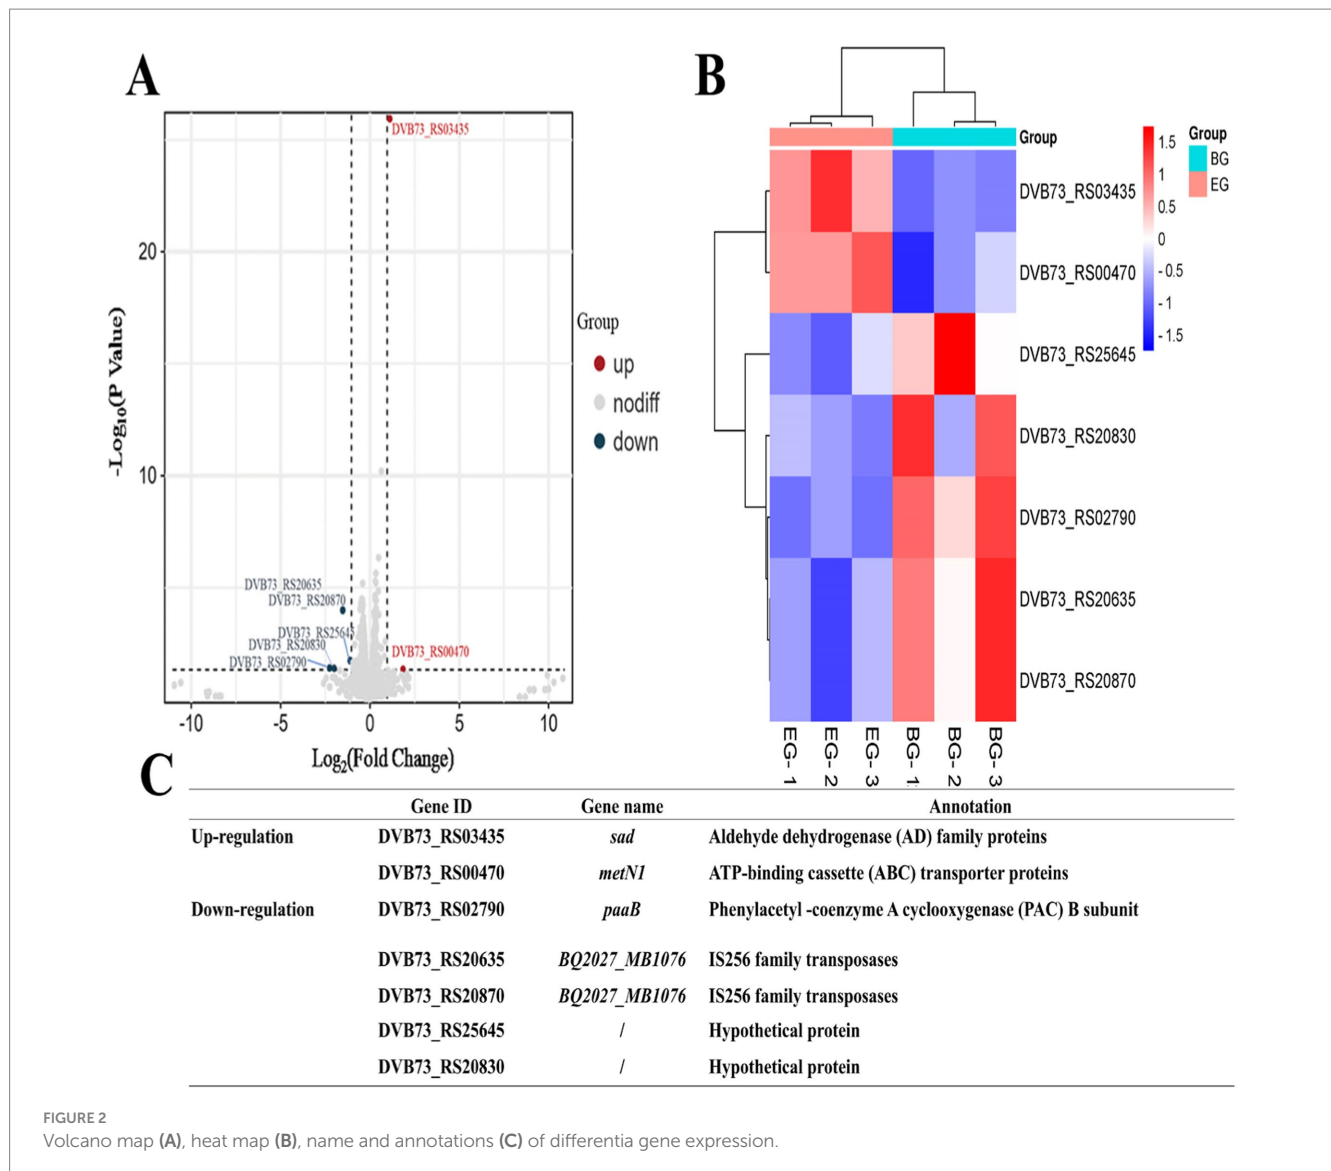 A
B
DVB73_RS03435
20
10
-Log10(P Value)
DVB73_RS20635
DVB73_RS20870
DVB73_RS25645
DVB73_RS20830
DVB73_RS02790
DVB73_RS00470
-10 -5 0 5 10
Log2(Fold Change)
Group
up
nodiff
down
Group
DVB73_RS03435
DVB73_RS00470
DVB73_RS25645
DVB73_RS20830
DVB73_RS02790
DVB73_RS20635
DVB73_RS20870
EG-1 EG-2 EG-3 BG-1 BG-2 BG-3
1.5
1
0.5
0
-0.5
-1
-1.5
Group
BG
EG
C
Gene ID Gene name Annotation
Up-regulation DVB73_RS03435 sad Aldehyde dehydrogenase (AD) family proteins
DVB73_RS00470 metN1 ATP-binding cassette (ABC) transporter proteins
Down-regulation DVB73_RS02790 paaB Phenylacetyl -coenzyme A cyclooxygenase (PAC) B subunit
DVB73_RS20635 BQ2027_MB1076 IS256 family transposases
DVB73_RS20870 BQ2027_MB1076 IS256 family transposases
DVB73_RS25645 / Hypothetical protein
DVB73_RS20830 / Hypothetical protein
FIGURE 2
Volcano map (A), heat map (B), name and annotations (C) of differentia gene expression.